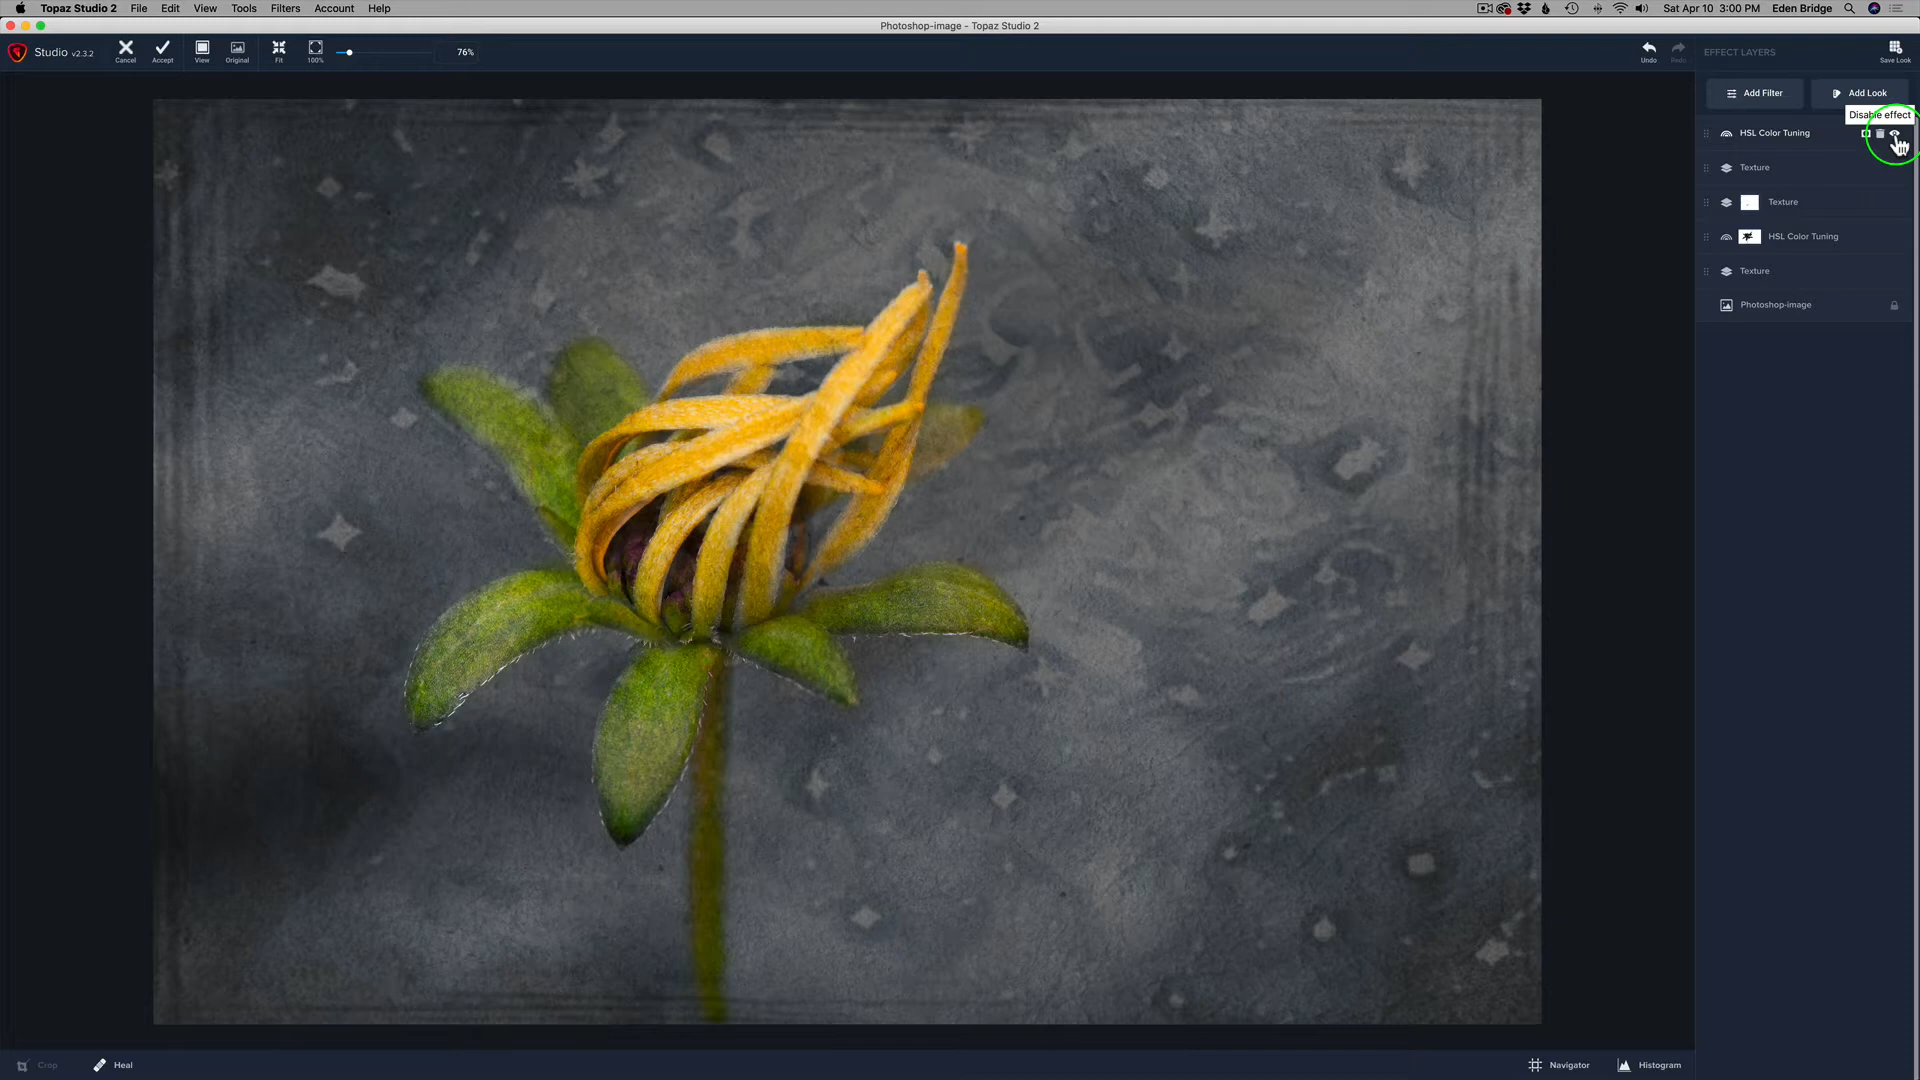 Topaz Studio 2 File Edit View Tools Filters Account Help Sat Apr 10 3:00 PM Eden Bridge
Photoshop-image - Topaz Studio 2
Studio v2.3.2 Cancel Accept View Original Fit 100% 76% Undo Redo EFFECT LAYERS Save Look
Add Filter Add Look
Disable effect
HSL Color Tuning
Texture
Texture
HSL Color Tuning
Texture
Photoshop-image
Crop Heal Navigator Histogram